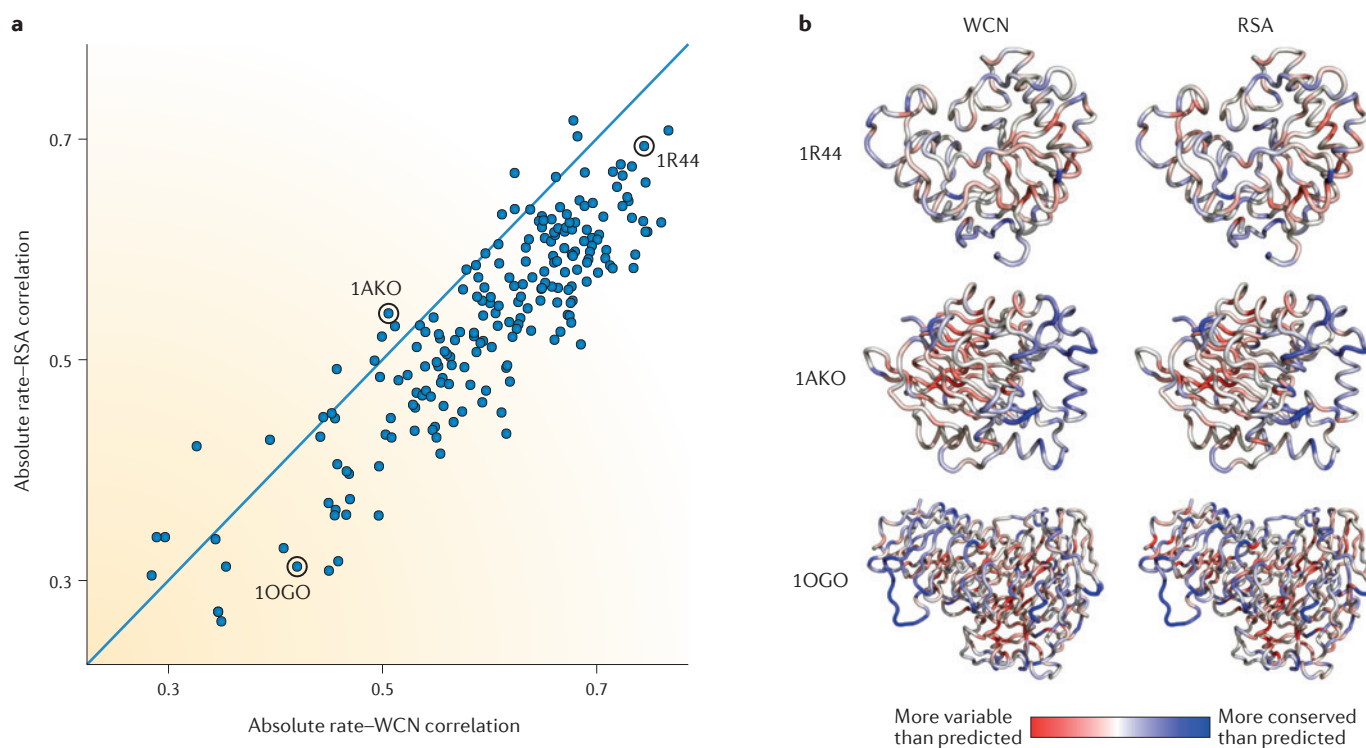 a
Absolute rate–RSA correlation
0.7
0.5
0.3
1R44
1AKO
1OGO
0.3 0.5 0.7
Absolute rate–WCN correlation
b
WCN RSA
1R44
1AKO
1OGO
More variable
than predicted
More conserved
than predicted